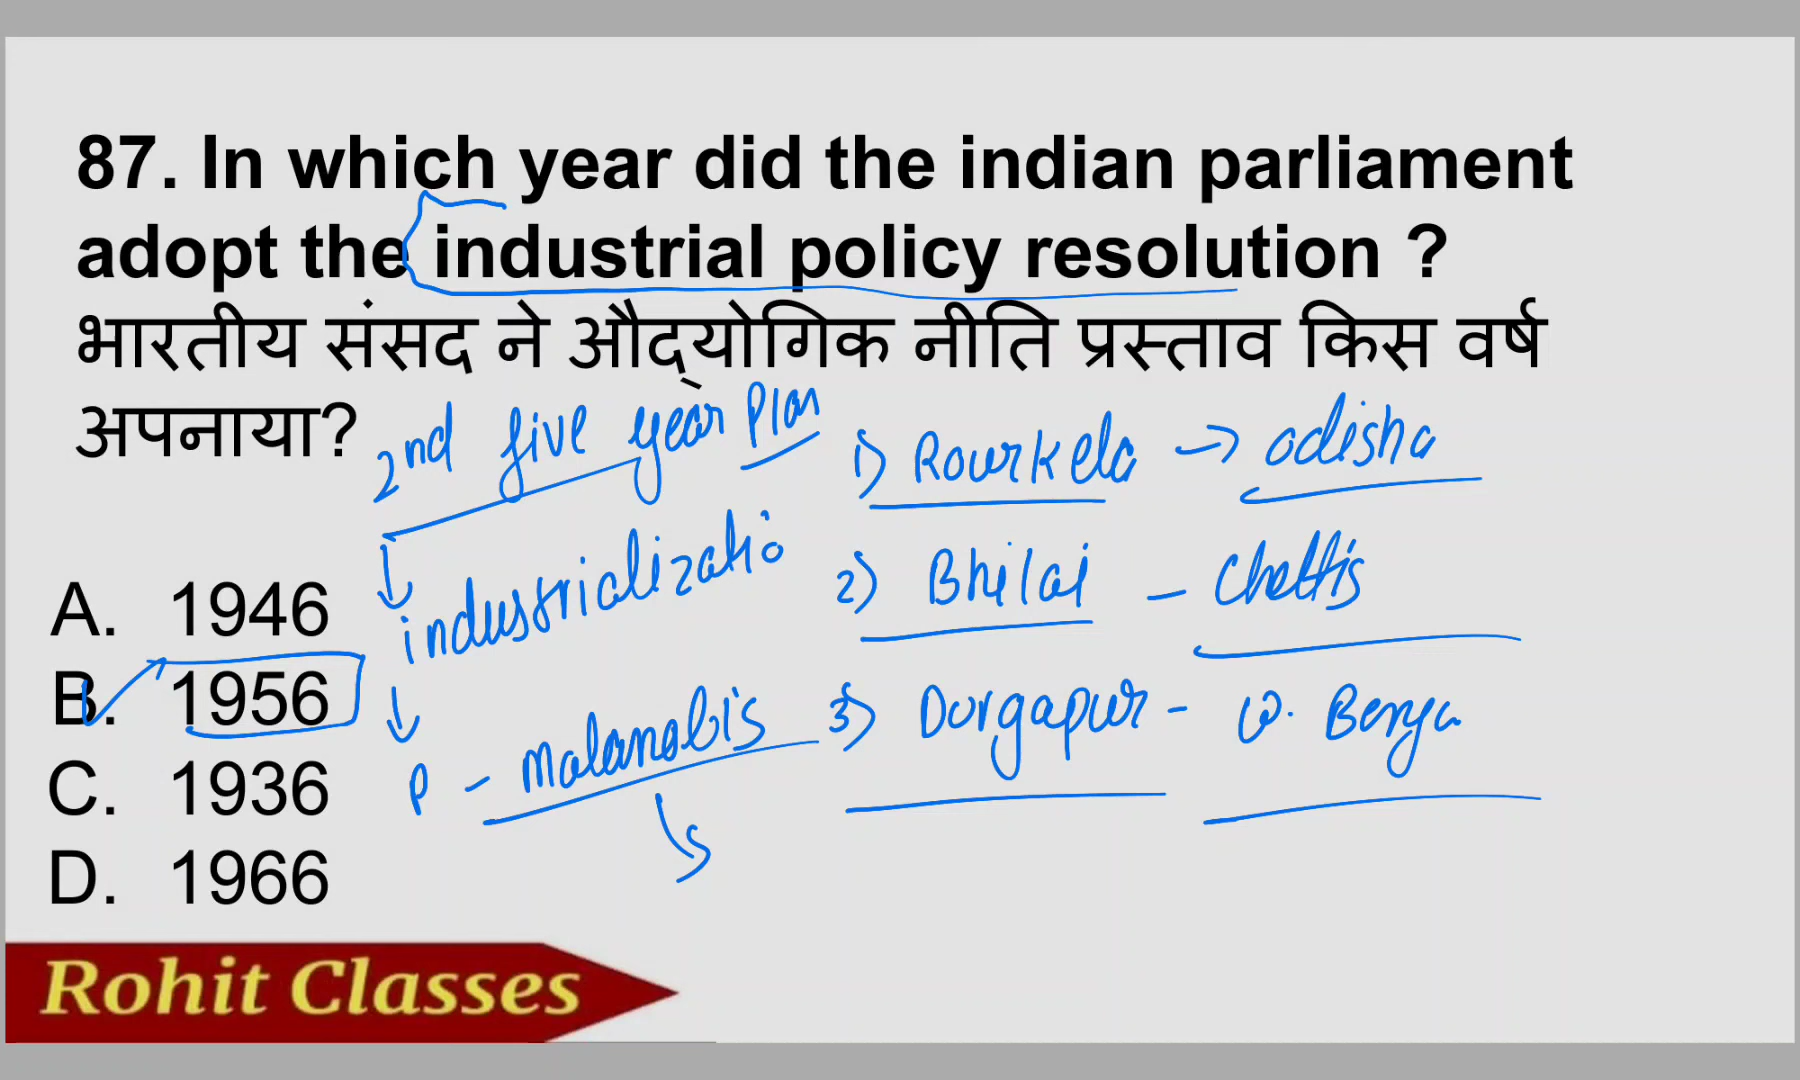 87. In which year did the indian parliament
adopt the industrial policy resolution ?
भारतीय संसद ने औद्योगिक नीति प्रस्ताव किस वर्ष
अपनाया?
2nd five year Plan
industrialization
P - malanobis
1) Rourkela → odisha
2) Bhilai - Chattis
3) Durgapur - W. Benga
A. 1946
B. 1956
C. 1936
D. 1966
Rohit Classes